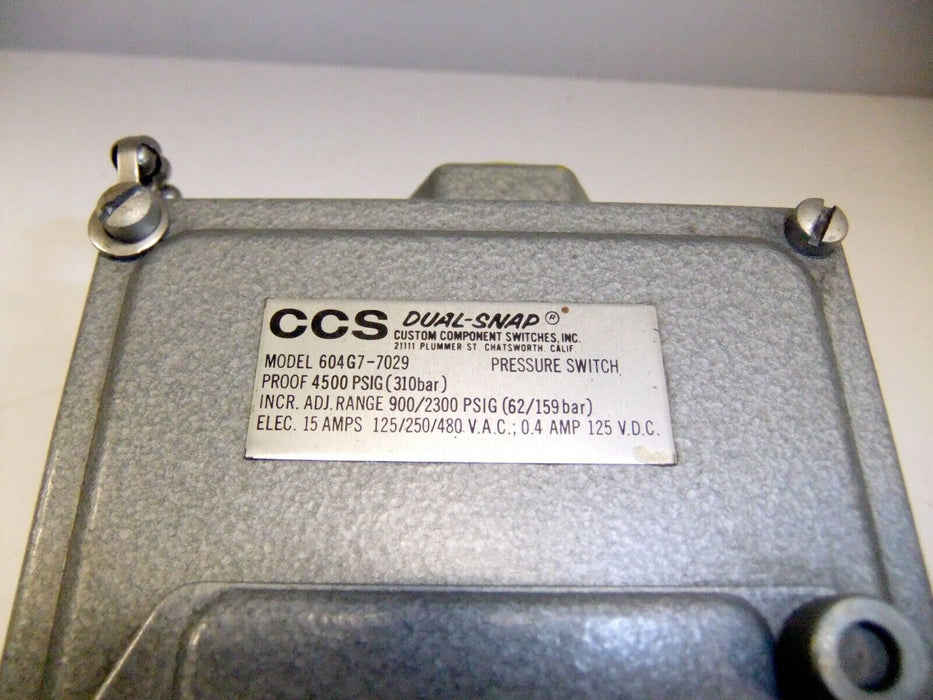 CCS DUAL-SNAP ®
CUSTOM COMPONENT SWITCHES, INC.
21111 PLUMMER ST. CHATSWORTH, CALIF.
MODEL 604G7-7029 PRESSURE SWITCH
PROOF 4500 PSIG (310bar)
INCR. ADJ. RANGE 900/2300 PSIG (62/159 bar)
ELEC. 15 AMPS 125/250/480 V.A.C.; 0.4 AMP 125 V.D.C.